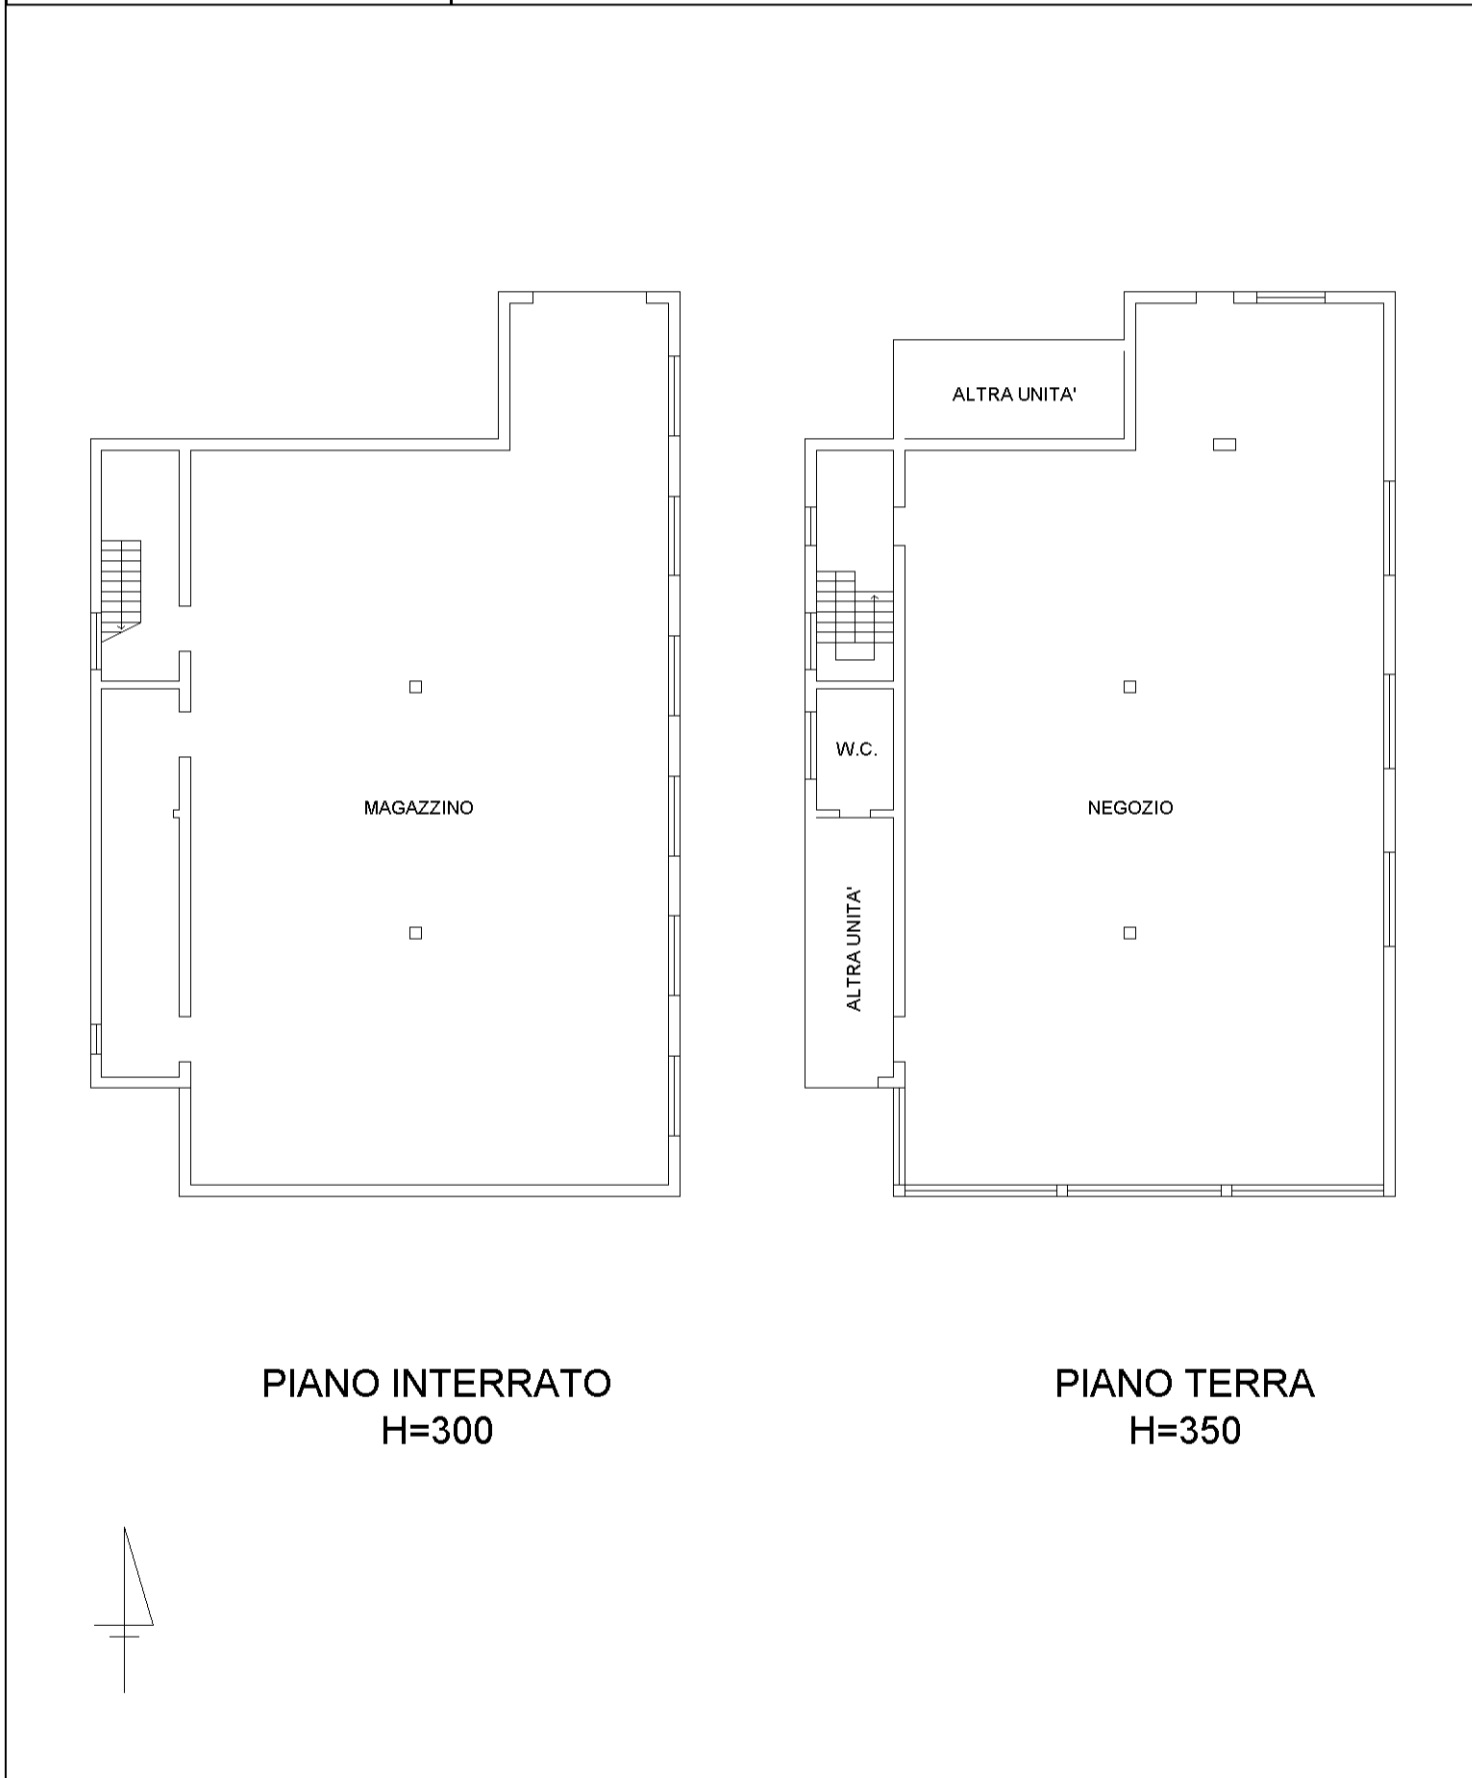 ALTRA UNITA'
W.C.
MAGAZZINO
NEGOZIO
ALTRA UNITA'
PIANO INTERRATO
H=300
PIANO TERRA
H=350